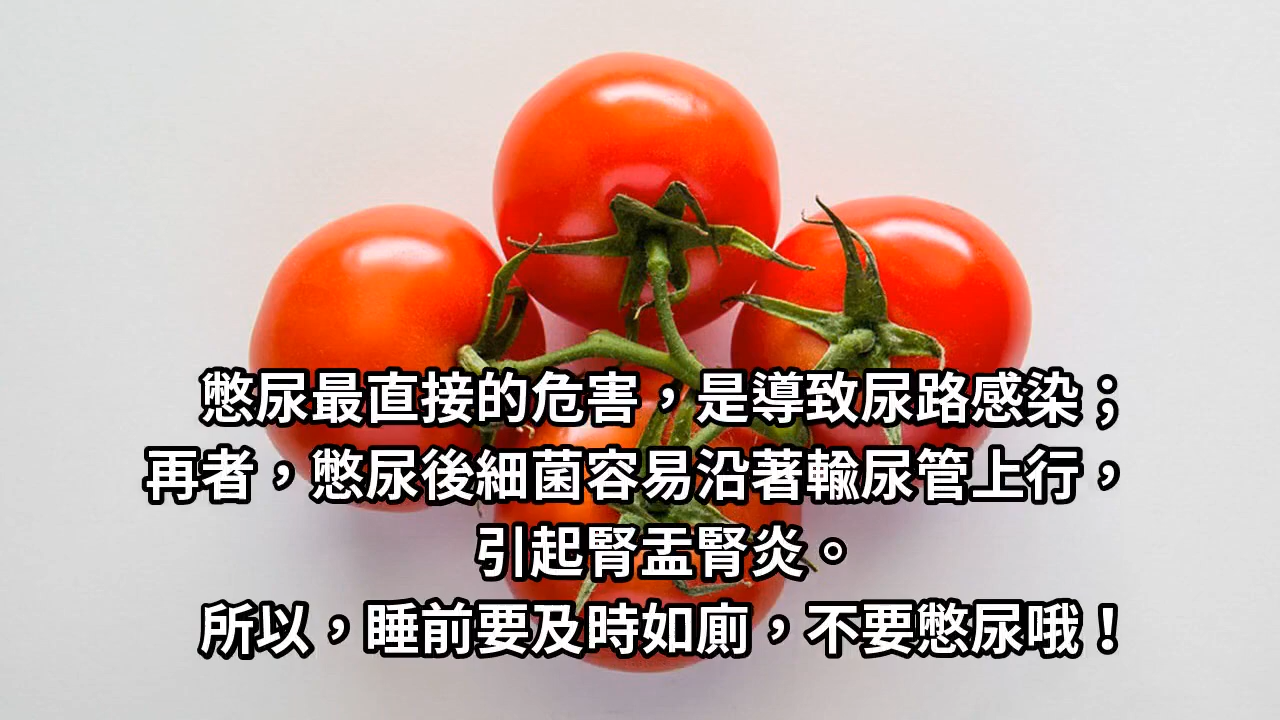 憋尿最直接的危害，是導致尿路感染；
再者，憋尿後細菌容易沿著輸尿管上行，
引起腎盂腎炎。
所以，睡前要及時如廁，不要憋尿哦！